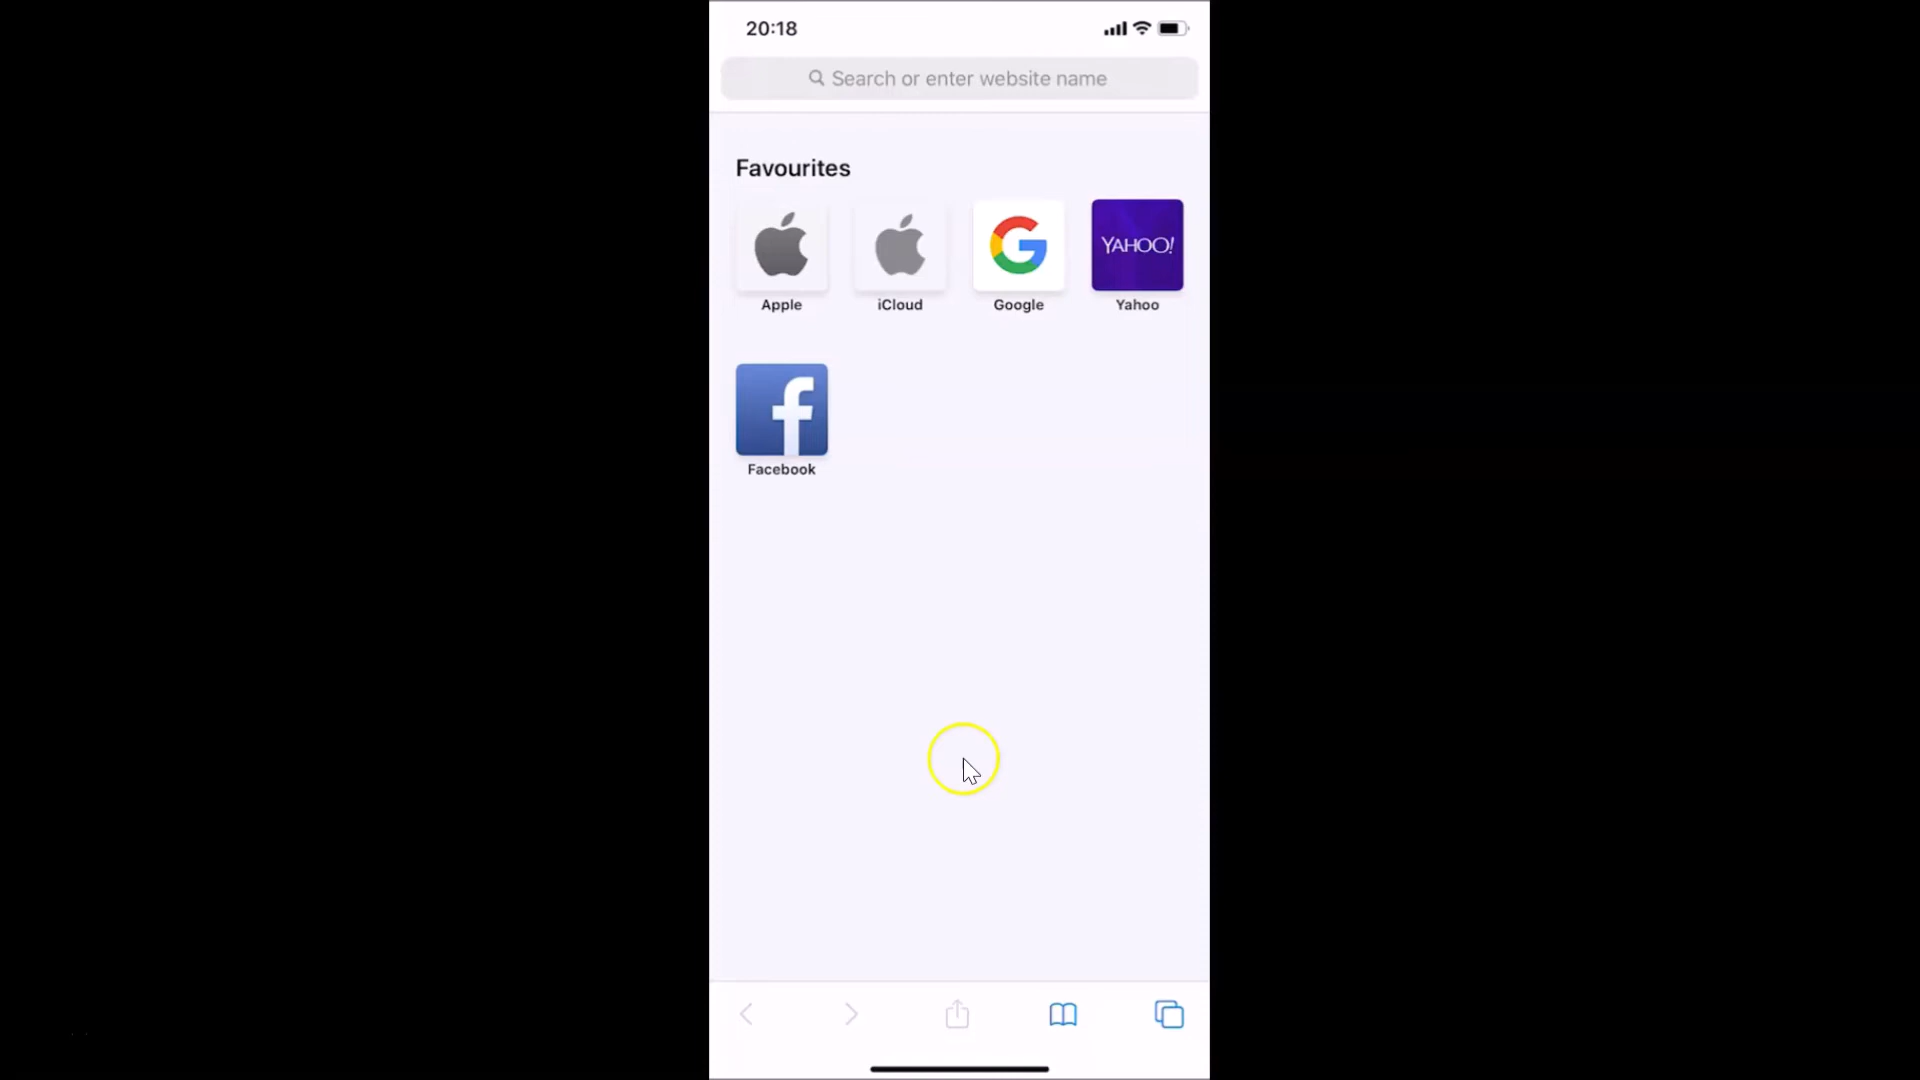 20:18
Search or enter website name
Favourites
YAHOO!
Apple
iCloud
Google
Yahoo
Facebook